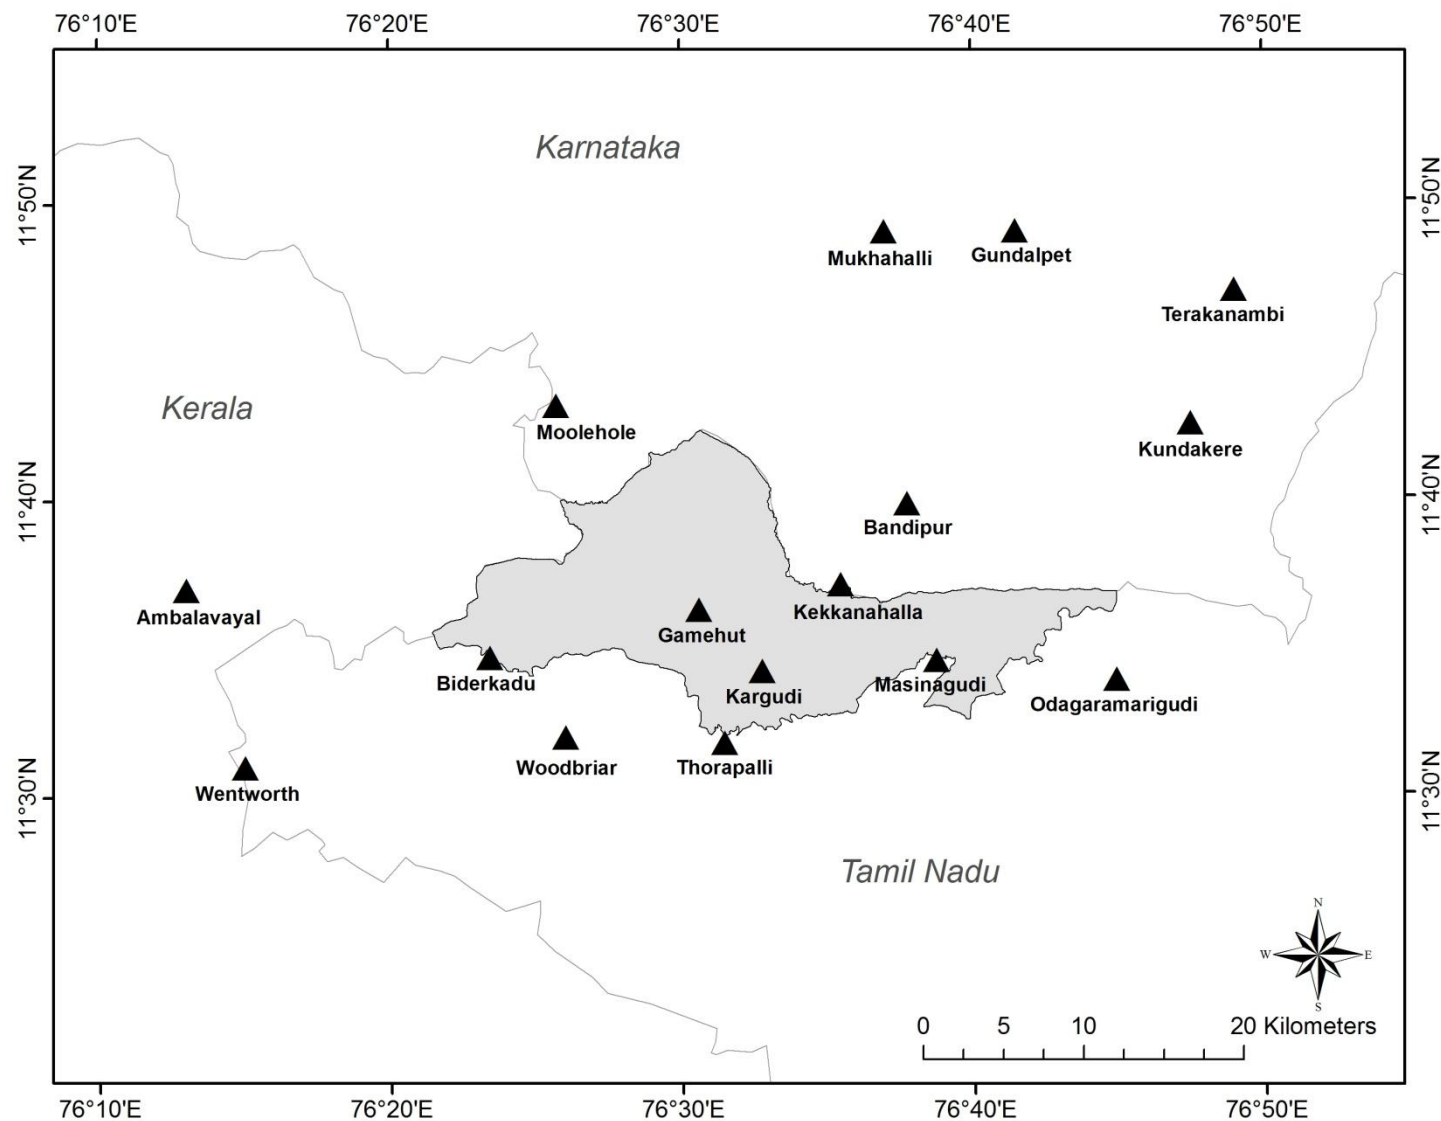 76°10'E 76°20'E 76°30'E 76°40'E 76°50'E
Karnataka
11°50'N 11°50'N
Mukhahalli Gundalpet
Terakanambi
Kerala
Moolehole
Kundakere
11°40'N 11°40'N
Bandipur
Ambalavayal
Kekkanahalla
Gamehut
Biderkadu
Masinagudi
Kargudi
Odagaramarigudi
Woodbriar Thorapalli
Wentworth
11°30'N 11°30'N
Tamil Nadu
N
W E
S
0 5 10 20 Kilometers
76°10'E 76°20'E 76°30'E 76°40'E 76°50'E